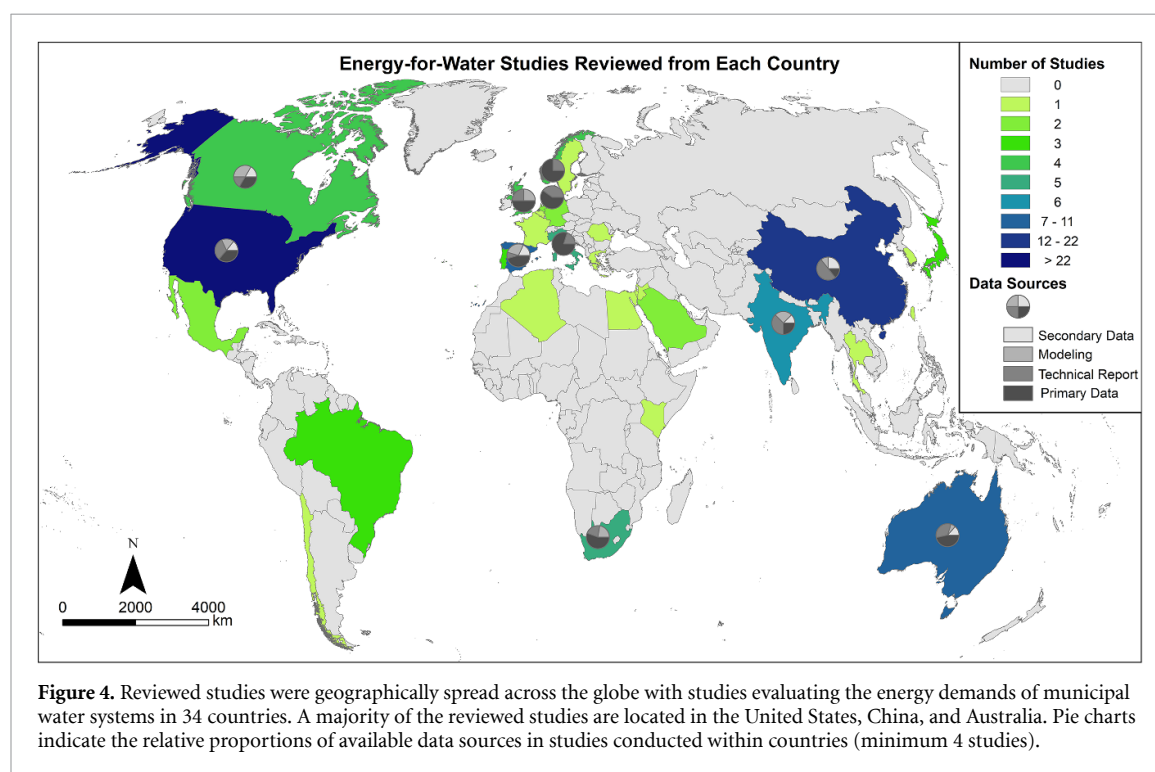 Energy-for-Water Studies Reviewed from Each Country
Number of Studies
0
1
2
3
4
5
6
7 - 11
12 - 22
> 22
Data Sources
Secondary Data
Modeling
Technical Report
Primary Data
N
0 2000 4000
km
Figure 4. Reviewed studies were geographically spread across the globe with studies evaluating the energy demands of municipal
water systems in 34 countries. A majority of the reviewed studies are located in the United States, China, and Australia. Pie charts
indicate the relative proportions of available data sources in studies conducted within countries (minimum 4 studies).